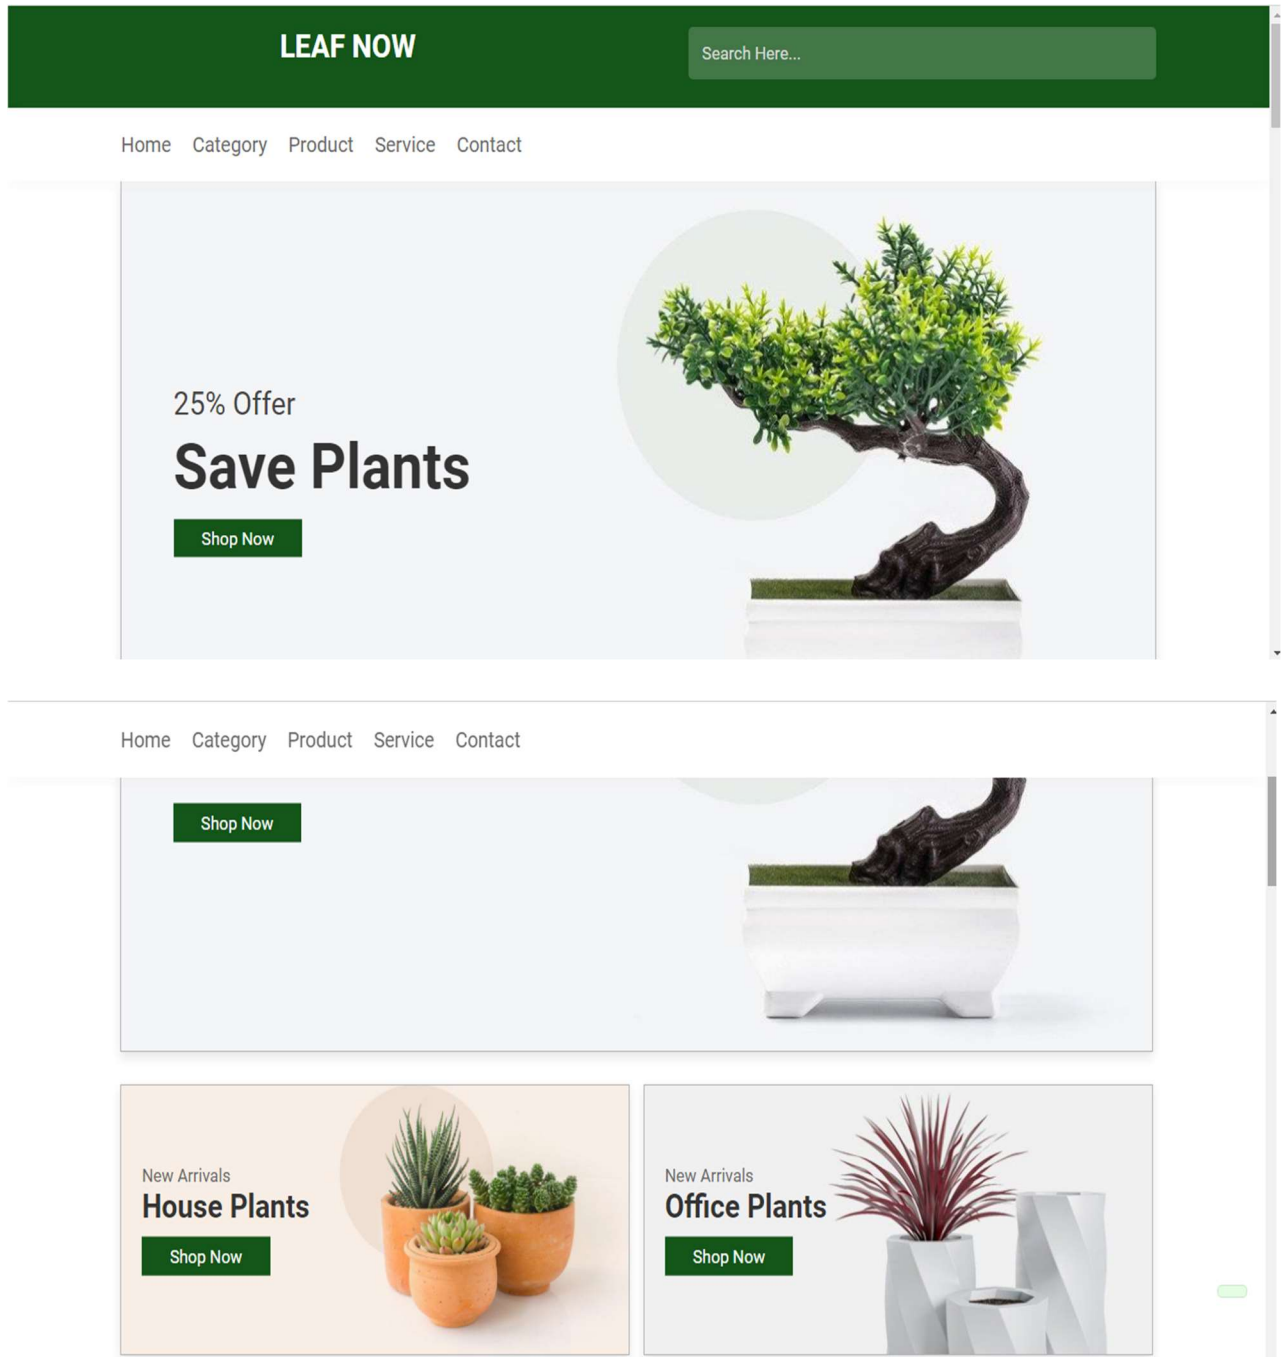 LEAF NOW
Search Here...
Home Category Product Service Contact
25% Offer
Save Plants
Shop Now
Home Category Product Service Contact
Shop Now
New Arrivals
House Plants
Shop Now
New Arrivals
Office Plants
Shop Now